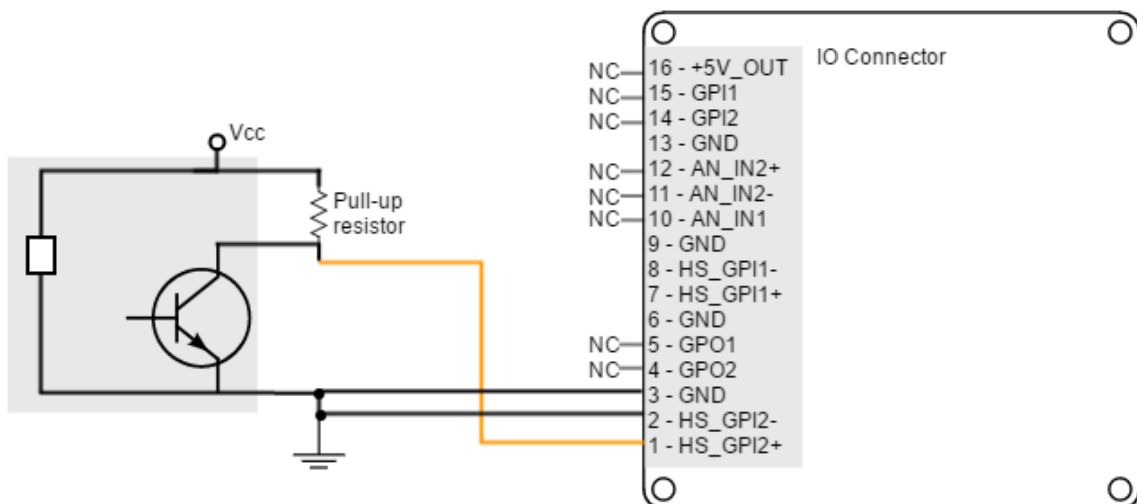 IO Connector
NC 16 - +5V_OUT
NC 15 - GPI1
NC 14 - GPI2
13 - GND
NC 12 - AN_IN2+
NC 11 - AN_IN2-
NC 10 - AN_IN1
9 - GND
8 - HS_GPI1-
7 - HS_GPI1+
6 - GND
NC 5 - GPO1
NC 4 - GPO2
3 - GND
2 - HS_GPI2-
1 - HS_GPI2+
Vcc
Pull-up
resistor